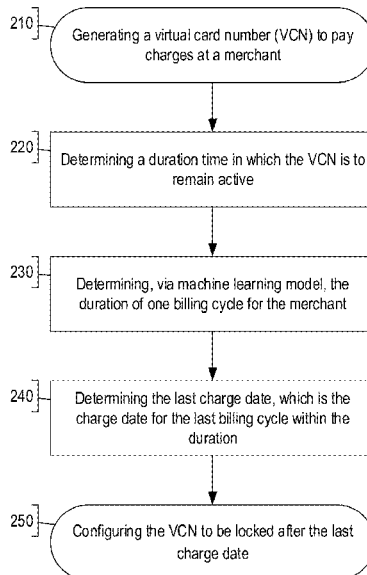 210
Generating a virtual card number (VCN) to pay
charges at a merchant
220
Determining a duration time in which the VCN is to
remain active
230
Determining, via machine learning model, the
duration of one billing cycle for the merchant
240
Determining the last charge date, which is the
charge date for the last billing cycle within the
duration
250
Configuring the VCN to be locked after the last
charge date